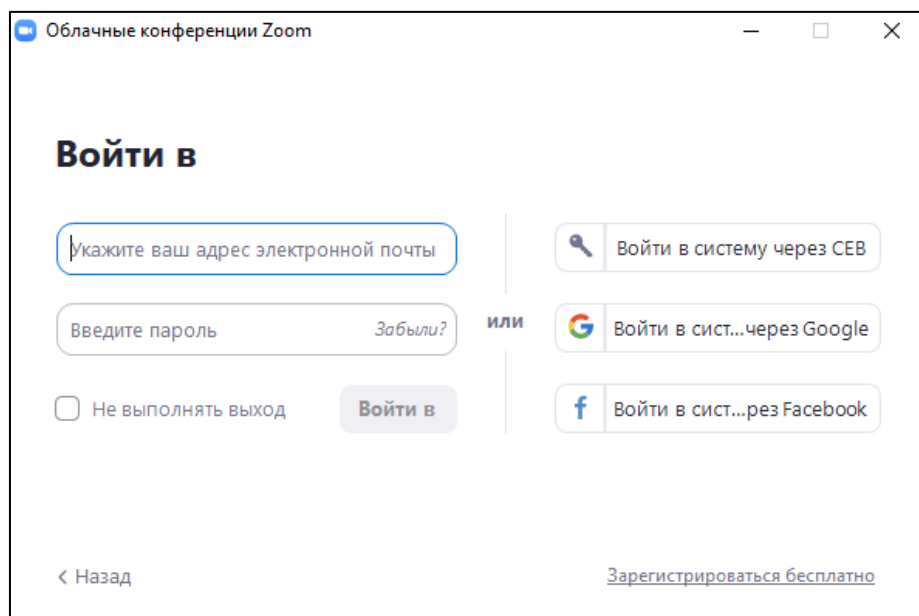 Облачные конференции Zoom
Войти в
Укажите ваш адрес электронной почты
Введите пароль Забыли?
Не выполнять выход Войти в
или
Войти в систему через СЕВ
Войти в сист...через Google
Войти в сист...рез Facebook
Назад
Зарегистрироваться бесплатно